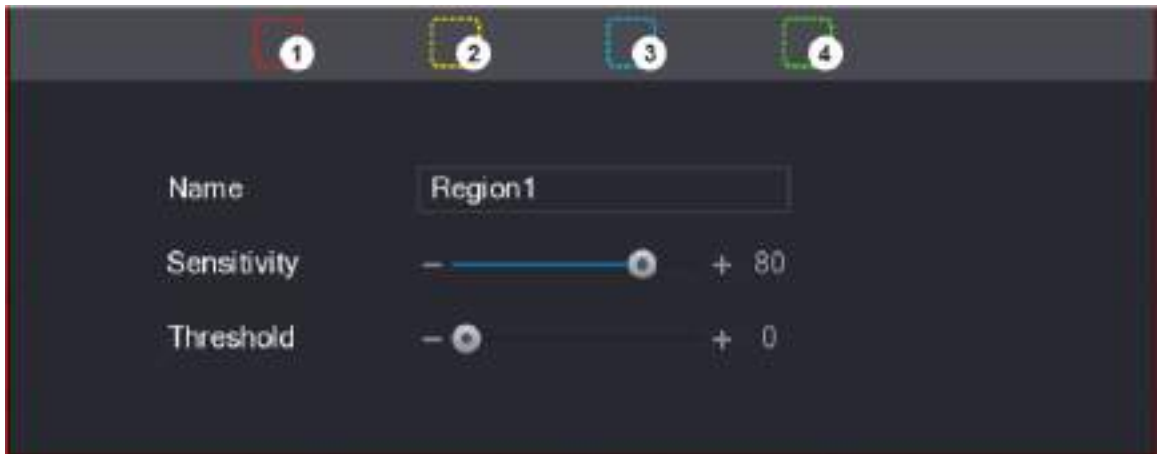 1 2 3 4
Name Region1
Sensitivity − + 80
Threshold − + 0